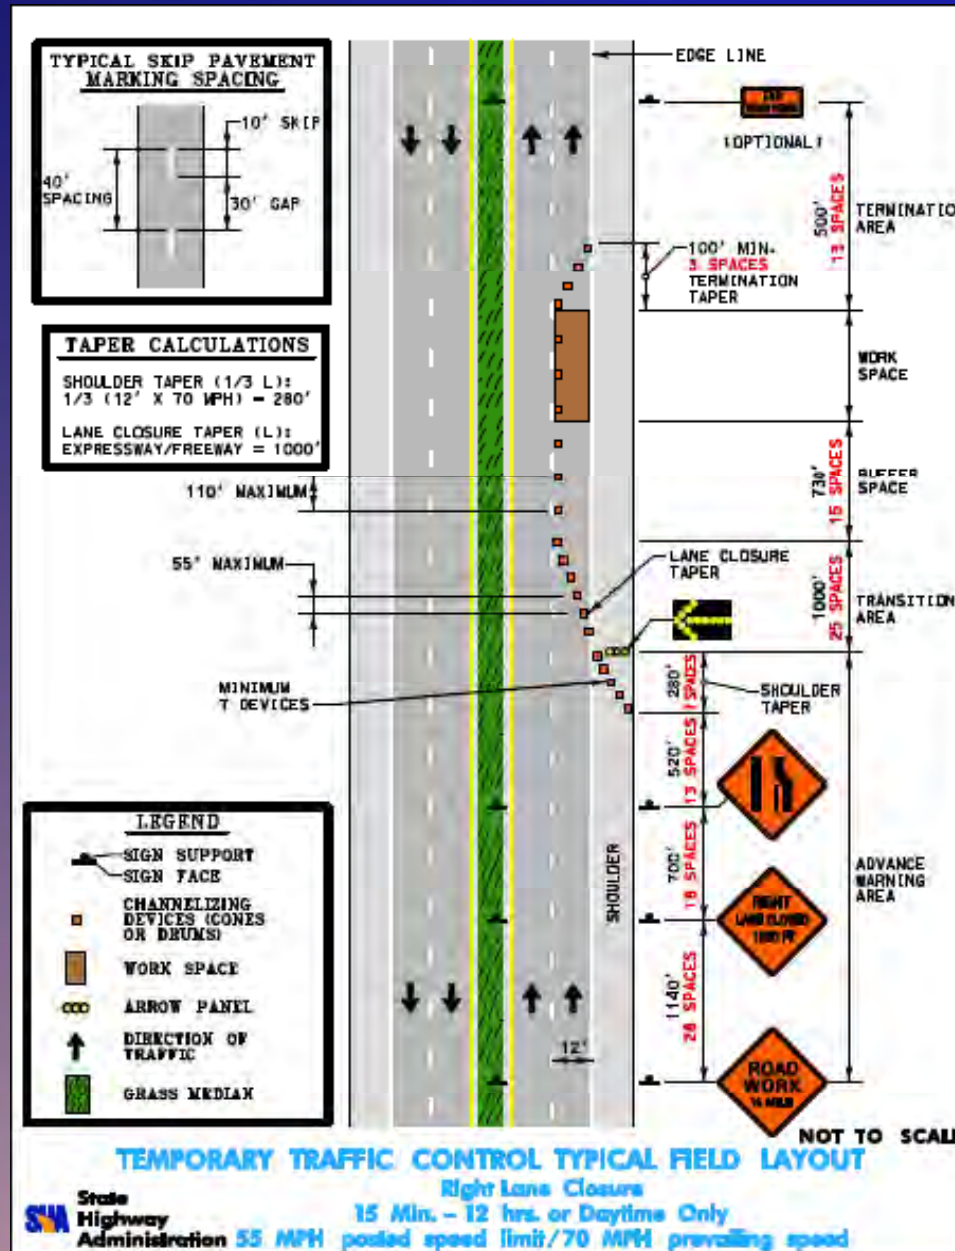 TYPICAL SKIP PAVEMENT
MARKING SPACING
10' SKIP
40'
SPACING
30' GAP
TAPER CALCULATIONS
SHOULDER TAPER (1/3 L):
1/3 (12' X 70 MPH) = 280'
LANE CLOSURE TAPER (L):
EXPRESSWAY/FREEWAY = 1000'
110' MAXIMUM
55' MAXIMUM
MINIMUM
7 DEVICES
LEGEND
SIGN SUPPORT
SIGN FACE
CHANNELIZING
DEVICES (CONES
OR DRUMS)
WORK SPACE
ARROW PANEL
DIRECTION OF
TRAFFIC
GRASS MEDIAN
EDGE LINE
(OPTIONAL)
500'
13 SPACES
TERMINATIO
AREA
100' MIN.
3 SPACES
TERMINATION
TAPER
WORK
SPACE
730'
15 SPACES
BUFFER
SPACE
LANE CLOSURE
TAPER
1000'
25 SPACES
TRANSITION
AREA
280'
SPACES
SHOULDER
TAPER
520'
13 SPACES
700'
18 SPACES
RIGHT
LANE CLOSED
ADVANCE
WARNING
AREA
SHOULDER
1140'
28 SPACES
12'
ROAD
WORK
NOT TO SCALE
TEMPORARY TRAFFIC CONTROL TYPICAL FIELD LAYOUT
Right Lane Closure
15 Min. - 12 hrs. or Daytime Only
55 MPH posted speed limit/70 MPH prevailing speed
SHA
State
Highway
Administration